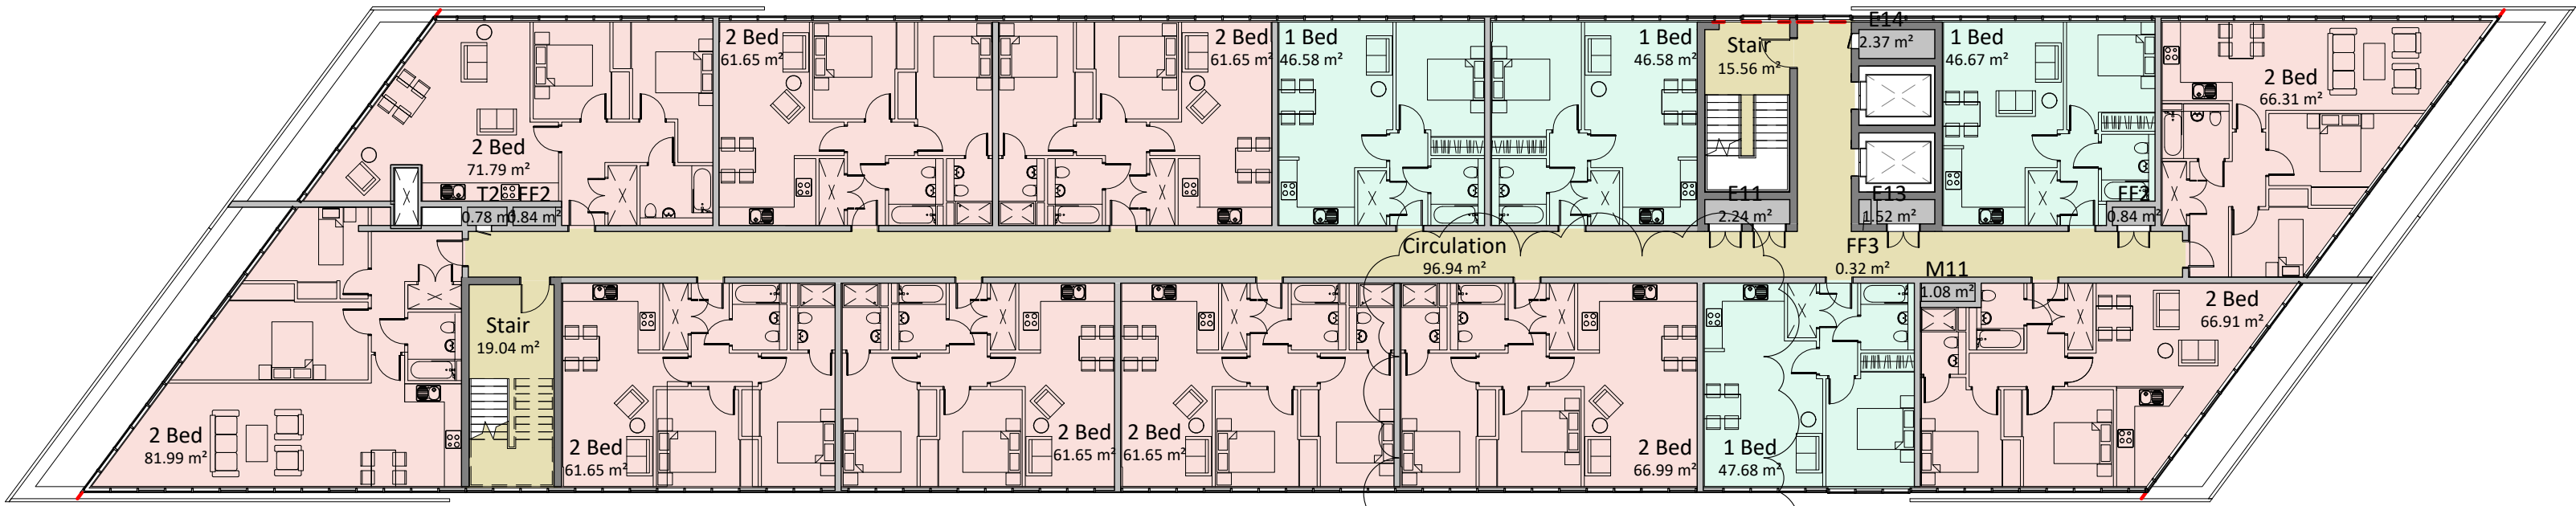 2 Bed
71.79 m²
2 Bed
61.65 m²
2 Bed
61.65 m²
1 Bed
46.58 m²
1 Bed
46.58 m²
Stair
15.56 m²
E14
2.37 m²
1 Bed
46.67 m²
2 Bed
66.31 m²
T2
0.78 m²
FF2
0.84 m²
E11
2.24 m²
E13
1.52 m²
FF2
0.84 m²
Circulation
96.94 m²
FF3
0.32 m²
M11
1.08 m²
2 Bed
81.99 m²
Stair
19.04 m²
2 Bed
61.65 m²
2 Bed
61.65 m²
2 Bed
61.65 m²
2 Bed
66.99 m²
1 Bed
47.68 m²
2 Bed
66.91 m²